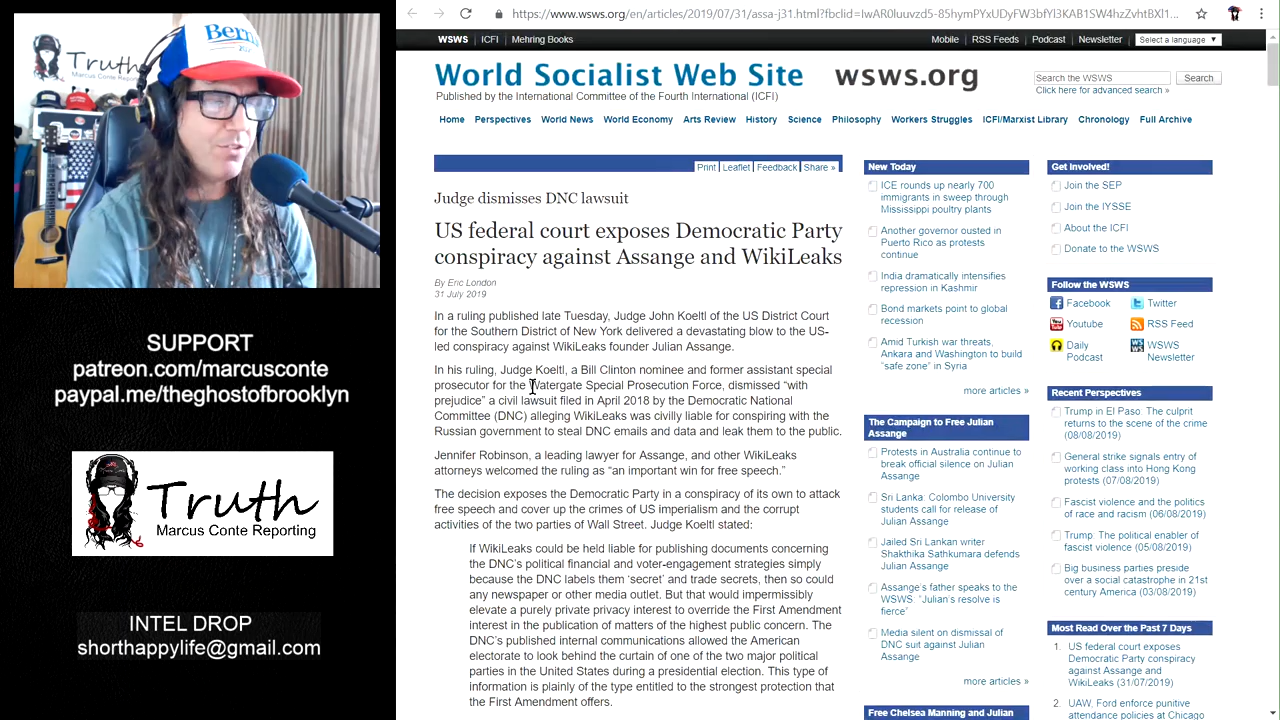 Bernie
Truth
Marcus Conte
SUPPORT
patreon.com/marcusconte
paypal.me/theghostofbrooklyn
Truth
Marcus Conte Reporting
INTEL DROP
shorthappylife@gmail.com
WSWS ICFI Mehring Books
Mobile RSS Feeds Podcast Newsletter Select a language
World Socialist Web Site wsws.org
Published by the International Committee of the Fourth International (ICFI)
Search the WSWS Search
Click here for advanced search »
Home Perspectives World News World Economy Arts Review History Science Philosophy Workers Struggles ICFI/Marxist Library Chronology Full Archive
Print Leaflet Feedback Share »
Judge dismisses DNC lawsuit
US federal court exposes Democratic Party
conspiracy against Assange and WikiLeaks
By Eric London
31 July 2019
In a ruling published late Tuesday, Judge John Koeltl of the US District Court
for the Southern District of New York delivered a devastating blow to the US-
led conspiracy against WikiLeaks founder Julian Assange.
In his ruling, Judge Koeltl, a Bill Clinton nominee and former assistant special
prosecutor for the Watergate Special Prosecution Force, dismissed “with
prejudice” a civil lawsuit filed in April 2018 by the Democratic National
Committee (DNC) alleging WikiLeaks was civilly liable for conspiring with the
Russian government to steal DNC emails and data and leak them to the public.
Jennifer Robinson, a leading lawyer for Assange, and other WikiLeaks
attorneys welcomed the ruling as “an important win for free speech.”
The decision exposes the Democratic Party in a conspiracy of its own to attack
free speech and cover up the crimes of US imperialism and the corrupt
activities of the two parties of Wall Street. Judge Koeltl stated:
If WikiLeaks could be held liable for publishing documents concerning
the DNC’s political financial and voter-engagement strategies simply
because the DNC labels them ‘secret’ and trade secrets, then so could
any newspaper or other media outlet. But that would impermissibly
elevate a purely private privacy interest to override the First Amendment
interest in the publication of matters of the highest public concern. The
DNC’s published internal communications allowed the American
electorate to look behind the curtain of one of the two major political
parties in the United States during a presidential election. This type of
information is plainly of the type entitled to the strongest protection that
the First Amendment offers.
New Today
ICE rounds up nearly 700
immigrants in sweep through
Mississippi poultry plants
Another governor ousted in
Puerto Rico as protests
continue
India dramatically intensifies
repression in Kashmir
Bond markets point to global
recession
Amid Turkish war threats,
Ankara and Washington to build
“safe zone” in Syria
more articles »
The Campaign to Free Julian
Assange
Protests in Australia continue to
break official silence on Julian
Assange
Sri Lanka: Colombo University
students call for release of
Julian Assange
Jailed Sri Lankan writer
Shakthika Sathkumara defends
Julian Assange
Assange’s father speaks to the
WSWS: “Julian’s resolve is
fierce”
Media silent on dismissal of
DNC suit against Julian
Assange
more articles »
Free Chelsea Manning and Julian
Get Involved!
Join the SEP
Join the IYSSE
About the ICFI
Donate to the WSWS
Follow the WSWS
Facebook Twitter
Youtube RSS Feed
Daily Podcast
WSWS Newsletter
Recent Perspectives
Trump in El Paso: The culprit
returns to the scene of the crime
(08/08/2019)
General strike signals entry of
working class into Hong Kong
protests (07/08/2019)
Fascist violence and the politics
of race and racism (06/08/2019)
Trump: The political enabler of
fascist violence (05/08/2019)
Big business parties preside
over a social catastrophe in 21st
century America (03/08/2019)
Most Read Over the Past 7 Days
1. US federal court exposes
Democratic Party conspiracy
against Assange and
WikiLeaks (31/07/2019)
2. UAW, Ford enforce punitive
attendance policies at Chicago